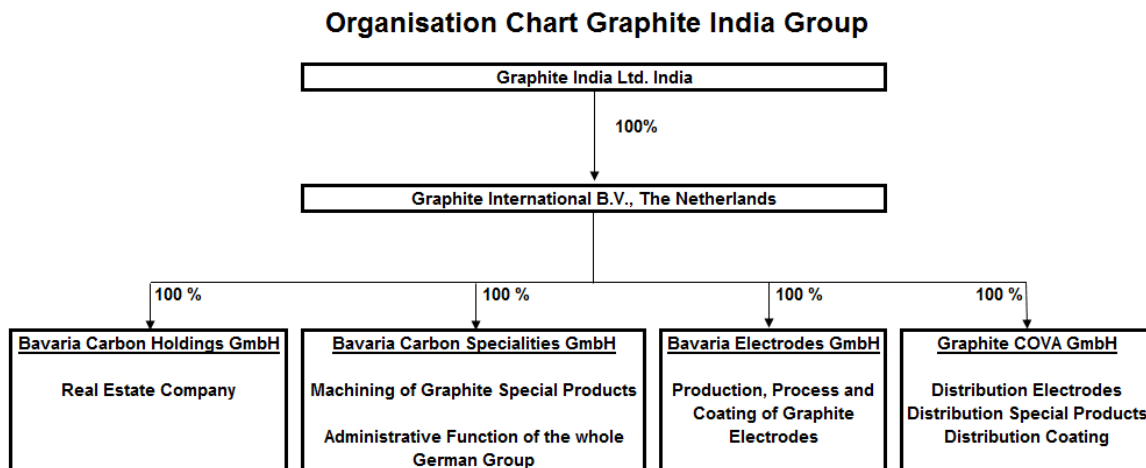 Organisation Chart Graphite India Group
Graphite India Ltd. India
100%
Graphite International B.V., The Netherlands
100 %
100 %
100 %
100 %
Bavaria Carbon Holdings GmbH
Real Estate Company
Bavaria Carbon Specialities GmbH
Machining of Graphite Special Products
Administrative Function of the whole
German Group
Bavaria Electrodes GmbH
Production, Process and
Coating of Graphite
Electrodes
Graphite COVA GmbH
Distribution Electrodes
Distribution Special Products
Distribution Coating